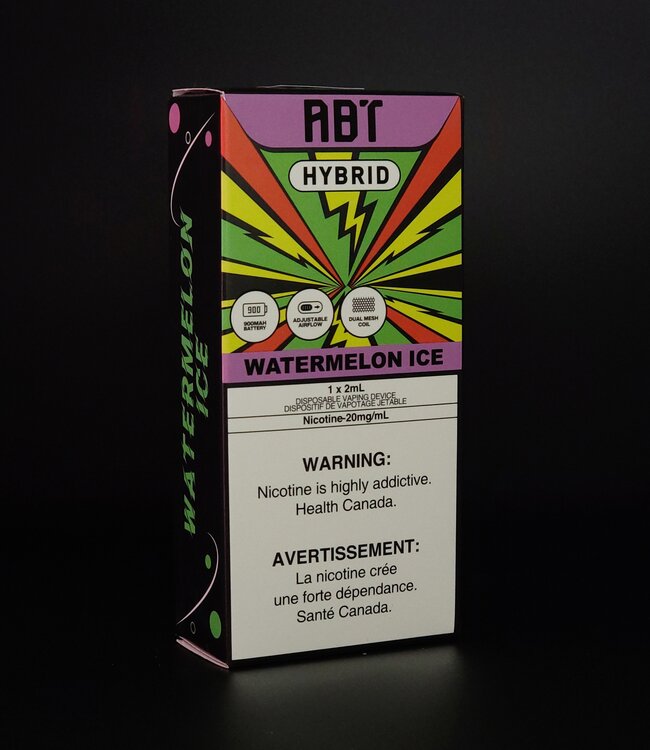 ABT
HYBRID
900
900MAH
BATTERY
ADJUSTABLE
AIRFLOW
DUAL MESH
COIL
WATERMELON ICE
1 x 2mL
DISPOSABLE VAPING DEVICE
DISPOSITIF DE VAPOTAGE JETABLE
Nicotine-20mg/mL
WARNING:
Nicotine is highly addictive.
Health Canada.
AVERTISSEMENT:
La nicotine crée
une forte dépendance.
Santé Canada.
WATERMELON
ICE